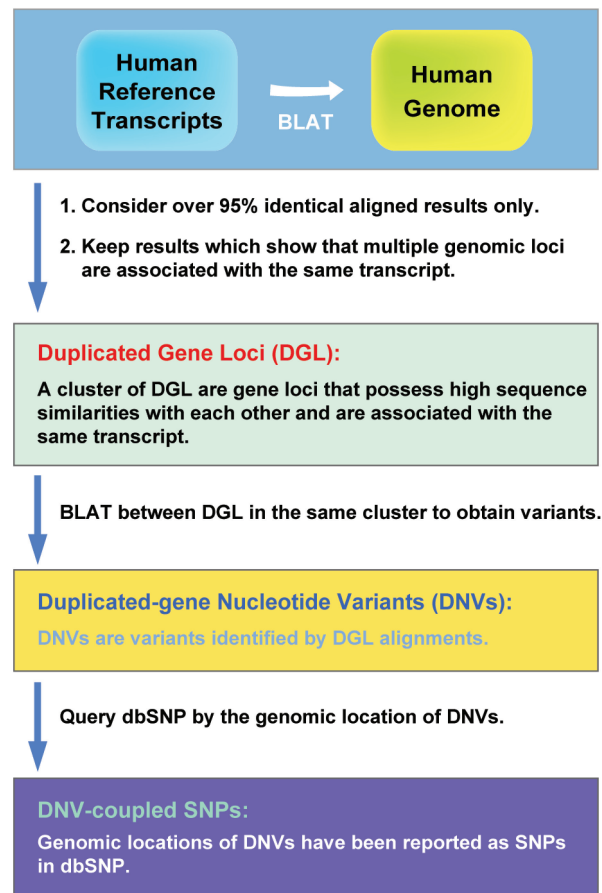 Human
Reference
Transcripts
BLAT
Human
Genome
1. Consider over 95% identical aligned results only.
2. Keep results which show that multiple genomic loci
are associated with the same transcript.
Duplicated Gene Loci (DGL):
A cluster of DGL are gene loci that possess high sequence
similarities with each other and are associated with the
same transcript.
BLAT between DGL in the same cluster to obtain variants.
Duplicated-gene Nucleotide Variants (DNVs):
DNVs are variants identified by DGL alignments.
Query dbSNP by the genomic location of DNVs.
DNV-coupled SNPs:
Genomic locations of DNVs have been reported as SNPs
in dbSNP.